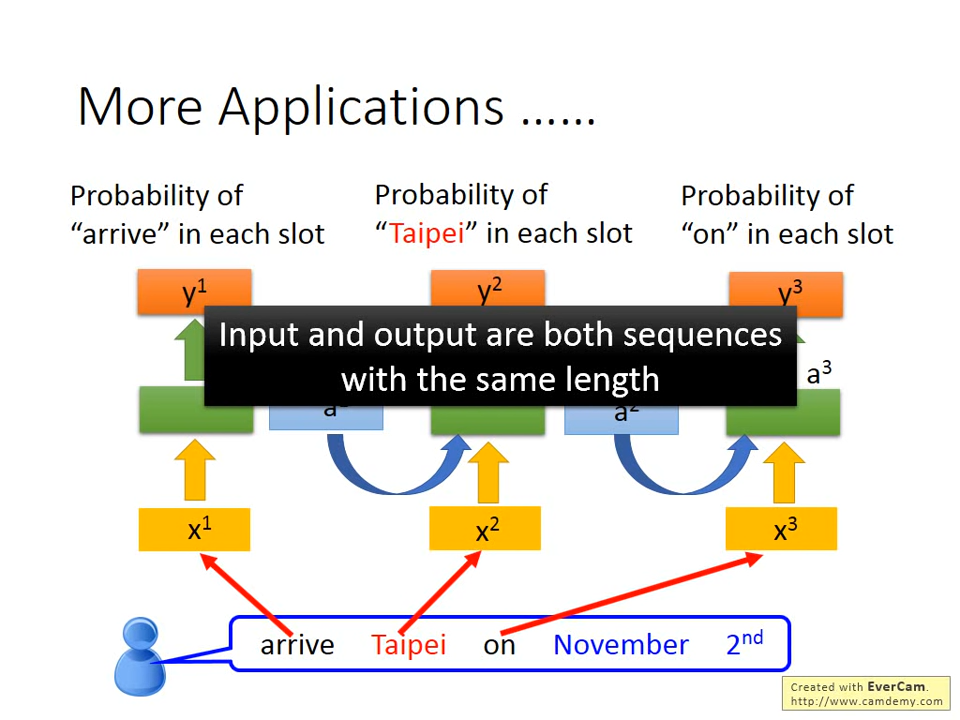 More Applications ……
Probability of
“arrive” in each slot
Probability of
“Taipei” in each slot
Probability of
“on” in each slot
y¹
y²
y³
Input and output are both sequences
with the same length
a³
a²
x¹
x²
x³
arrive Taipei on November 2nd
Created with EverCam.
http://www.camdemy.com